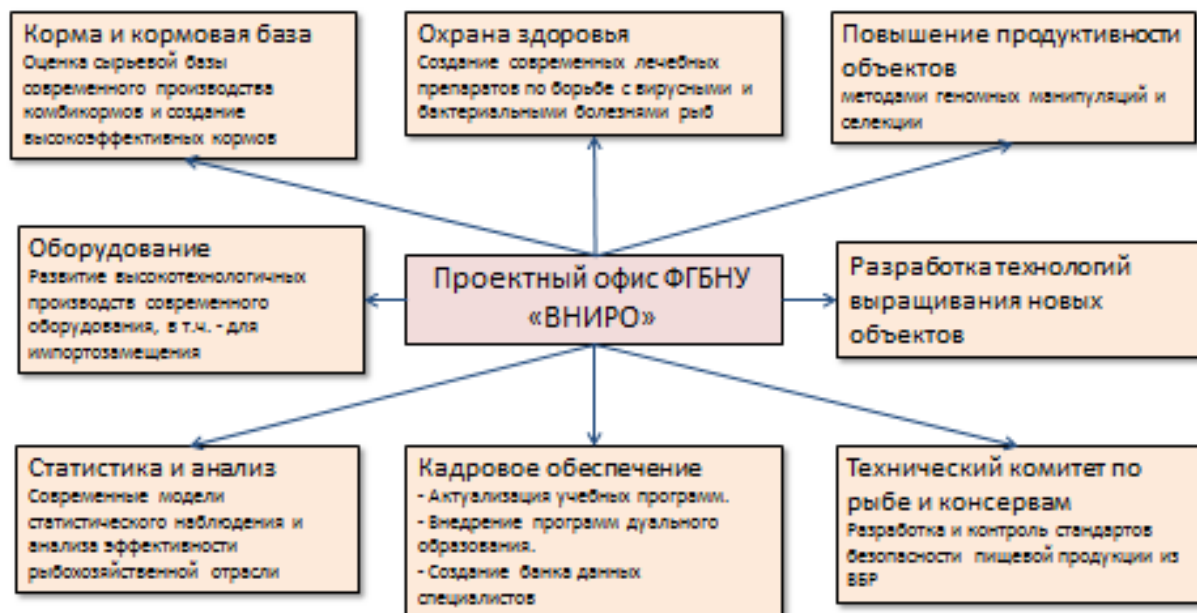 Корма и кормовая база
Оценка сырьевой базы
современного производства
комбикормов и создание
высокоэффективных кормов
Охрана здоровья
Создание современных лечебных
препаратов по борьбе с вирусными и
бактериальными болезнями рыб
Повышение продуктивности
объектов
методами геномных манипуляций и
селекции
Оборудование
Развитие высокотехнологичных
производств современного
оборудования, в т.ч. - для
импортозамещения
Проектный офис ФГБНУ
«ВНИРО»
Разработка технологий
выращивания новых
объектов
Статистика и анализ
Современные модели
статистического наблюдения и
анализа эффективности
рыбохозяйственной отрасли
Кадровое обеспечение
- Актуализация учебных программ.
- Внедрение программ дуального
образования.
- Создание банка данных
специалистов
Технический комитет по
рыбе и консервам
Разработка и контроль стандартов
безопасности пищевой продукции из
ВБР